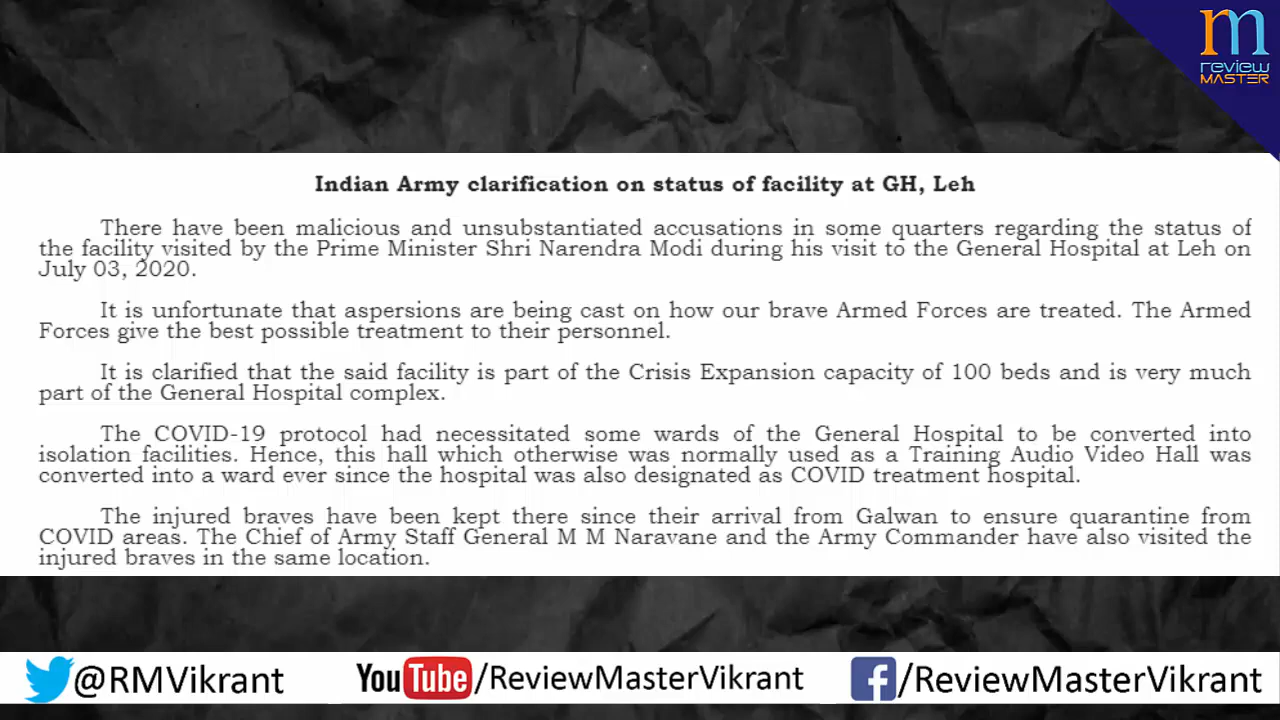 rm
review
MASTER
Indian Army clarification on status of facility at GH, Leh
There have been malicious and unsubstantiated accusations in some quarters regarding the status of
the facility visited by the Prime Minister Shri Narendra Modi during his visit to the General Hospital at Leh on
July 03, 2020.
It is unfortunate that aspersions are being cast on how our brave Armed Forces are treated. The Armed
Forces give the best possible treatment to their personnel.
It is clarified that the said facility is part of the Crisis Expansion capacity of 100 beds and is very much
part of the General Hospital complex.
The COVID-19 protocol had necessitated some wards of the General Hospital to be converted into
isolation facilities. Hence, this hall which otherwise was normally used as a Training Audio Video Hall was
converted into a ward ever since the hospital was also designated as COVID treatment hospital.
The injured braves have been kept there since their arrival from Galwan to ensure quarantine from
COVID areas. The Chief of Army Staff General M M Naravane and the Army Commander have also visited the
injured braves in the same location.
@RMVikrant YouTube/ReviewMasterVikrant f/ReviewMasterVikrant